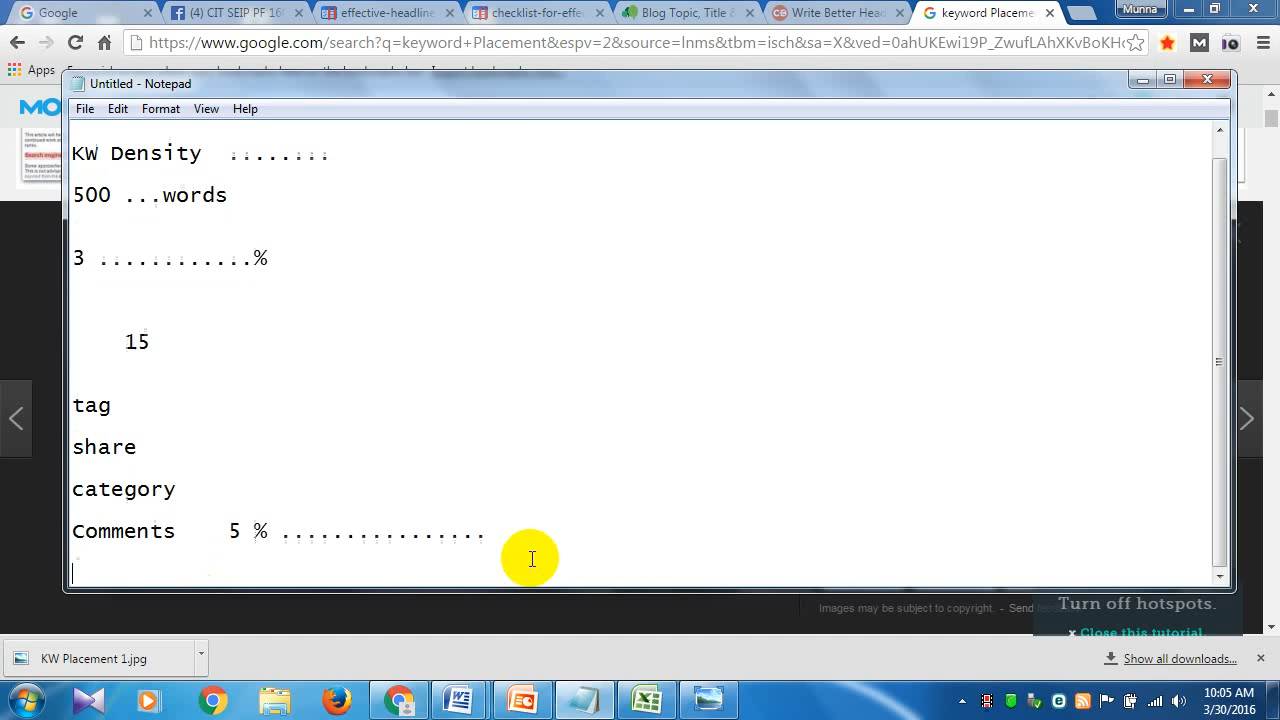 Google
(4) CIT SEIP PF 160
effective-headline
checklist-for-effe
Blog Topic, Title &
Write Better Head
keyword Placeme
Munna
https://www.google.com/search?q=keyword+Placement&espv=2&source=lnms&tbm=isch&sa=X&ved=0ahUKEwi19P_ZwufLAhXKvBoKH
Apps
MO
Untitled - Notepad
File Edit Format View Help
KW Density ........
500 ...words
3 ............%
15
tag
share
category
Comments 5 % ................
Images may be subject to copyright. - Send
Turn off hotspots.
x Close this tutorial.
KW Placement 1.jpg
Show all downloads...
10:05 AM
3/30/2016